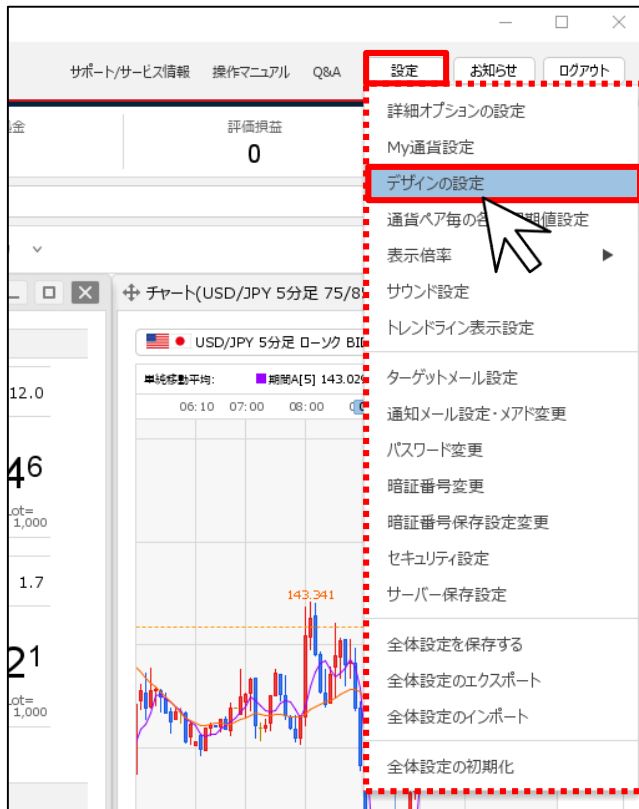 サポート/サービス情報 操作マニュアル Q&A 設定 お知らせ ログアウト
金 評価損益
0
詳細オプションの設定
My通貨設定
デザインの設定
通貨ペア毎の各 期値設定
表示倍率
サウンド設定
トレンドライン表示設定
ターゲットメール設定
通知メール設定・メアド変更
パスワード変更
暗証番号変更
暗証番号保存設定変更
セキュリティ設定
サーバー保存設定
全体設定を保存する
全体設定のエクスポート
全体設定のインポート
全体設定の初期化
チャート(USD/JPY 5分足 75/8
USD/JPY 5分足 ローソク BI
単純移動平均: 期間A[5] 143.029
06:10 07:00 08:00
143.341
12.0
46
Lot=
1,000
1.7
21
Lot=
1,000